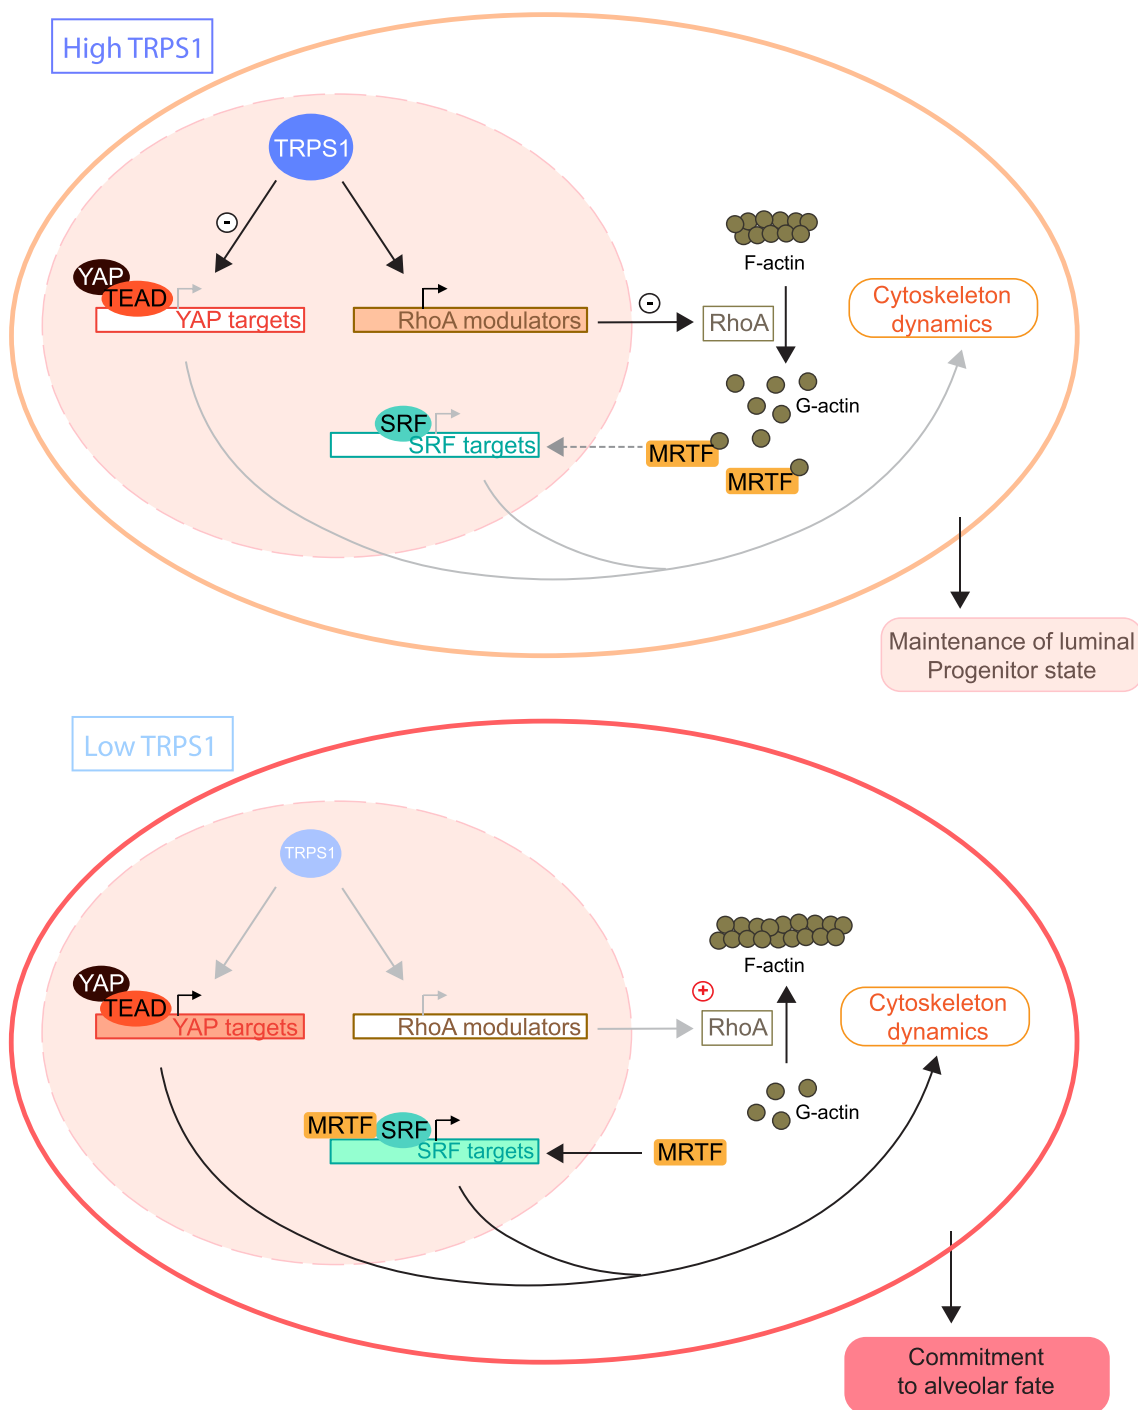 High TRPS1
TRPS1
-
YAP
TEAD
YAP targets
RhoA modulators
-
RhoA
F-actin
Cytoskeleton
dynamics
G-actin
SRF
SRF targets
MRTF
MRTF
Maintenance of luminal
Progenitor state
Low TRPS1
TRPS1
YAP
TEAD
YAP targets
RhoA modulators
+
RhoA
F-actin
Cytoskeleton
dynamics
G-actin
MRTF
SRF
SRF targets
MRTF
Commitment
to alveolar fate